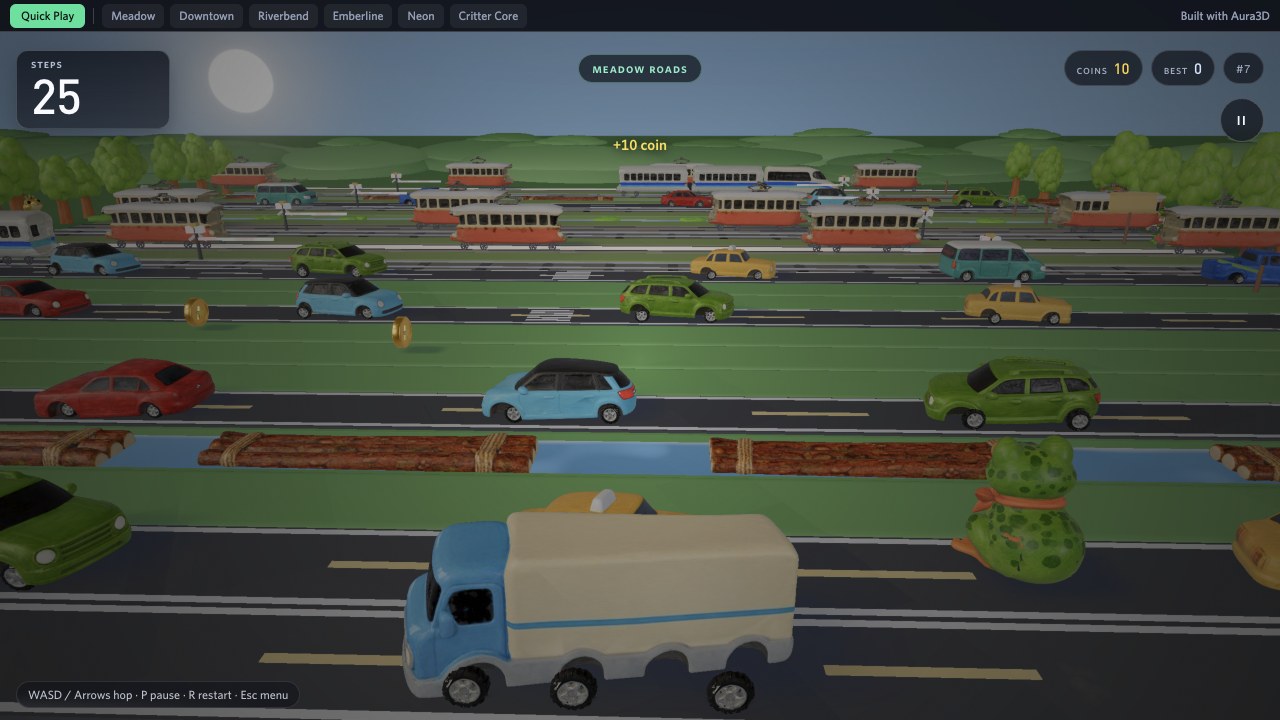 Quick Play
Meadow
Downtown
Riverbend
Emberline
Neon
Critter Core
Built with Aura3D
STEPS
25
MEADOW ROADS
COINS 10
BEST 0
#7
+10 coin
WASD / Arrows hop · P pause · R restart · Esc menu